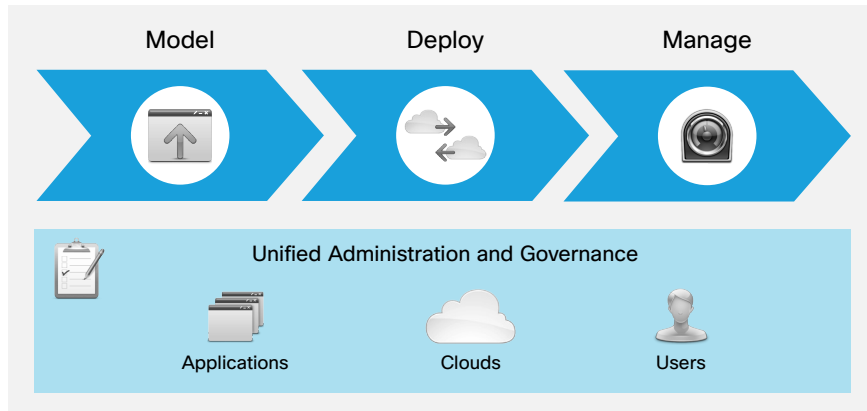 Model
Deploy
Manage
Unified Administration and Governance
Applications
Clouds
Users